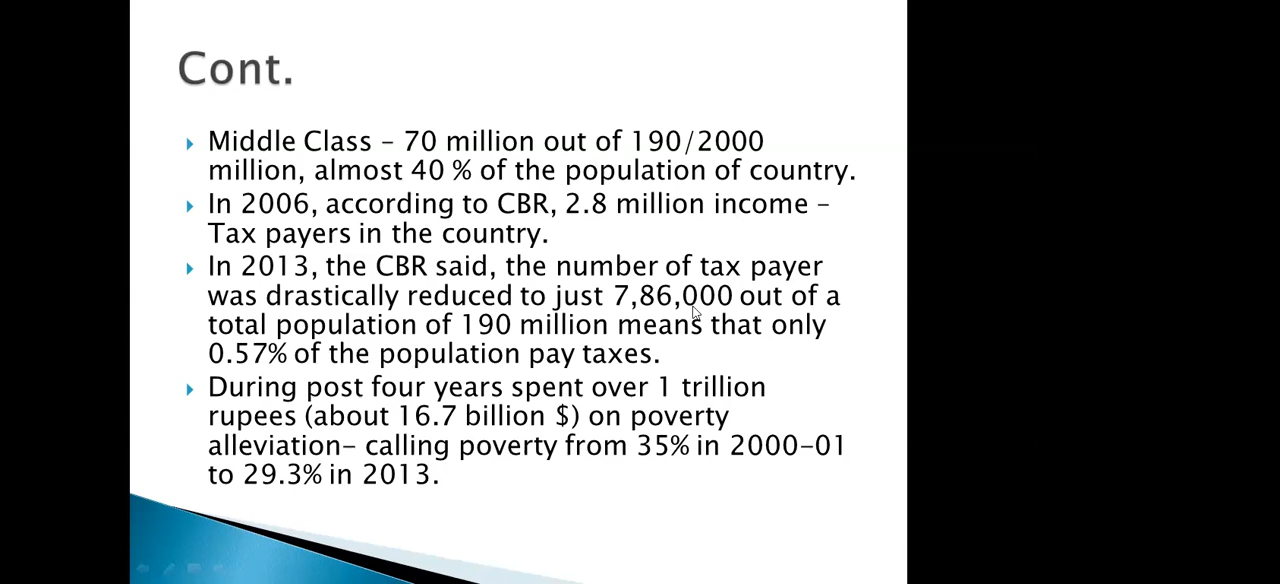 Cont.
Middle Class – 70 million out of 190/2000
million, almost 40 % of the population of country.
In 2006, according to CBR, 2.8 million income –
Tax payers in the country.
In 2013, the CBR said, the number of tax payer
was drastically reduced to just 7,86,000 out of a
total population of 190 million means that only
0.57% of the population pay taxes.
During post four years spent over 1 trillion
rupees (about 16.7 billion $) on poverty
alleviation– calling poverty from 35% in 2000–01
to 29.3% in 2013.